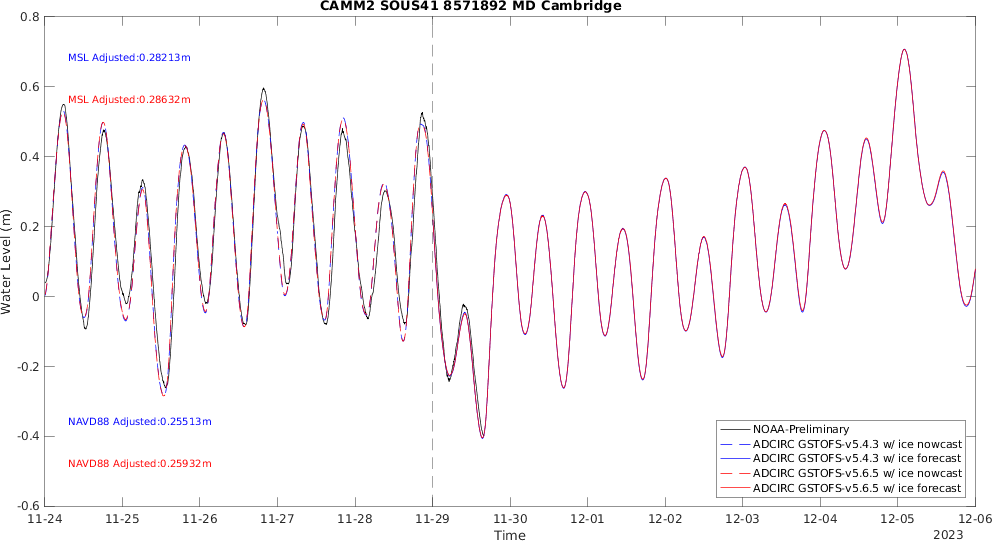 CAMM2 SOUS41 8571892 MD Cambridge
0.8
0.6
0.4
0.2
0
-0.2
-0.4
-0.6
Water Level (m)
MSL Adjusted:0.28213m
MSL Adjusted:0.28632m
NAVD88 Adjusted:0.25513m
NAVD88 Adjusted:0.25932m
NOAA-Preliminary
ADCIRC GSTOFS-v5.4.3 w/ ice nowcast
ADCIRC GSTOFS-v5.4.3 w/ ice forecast
ADCIRC GSTOFS-v5.6.5 w/ ice nowcast
ADCIRC GSTOFS-v5.6.5 w/ ice forecast
11-24 11-25 11-26 11-27 11-28 11-29 11-30 12-01 12-02 12-03 12-04 12-05 12-06
Time
2023